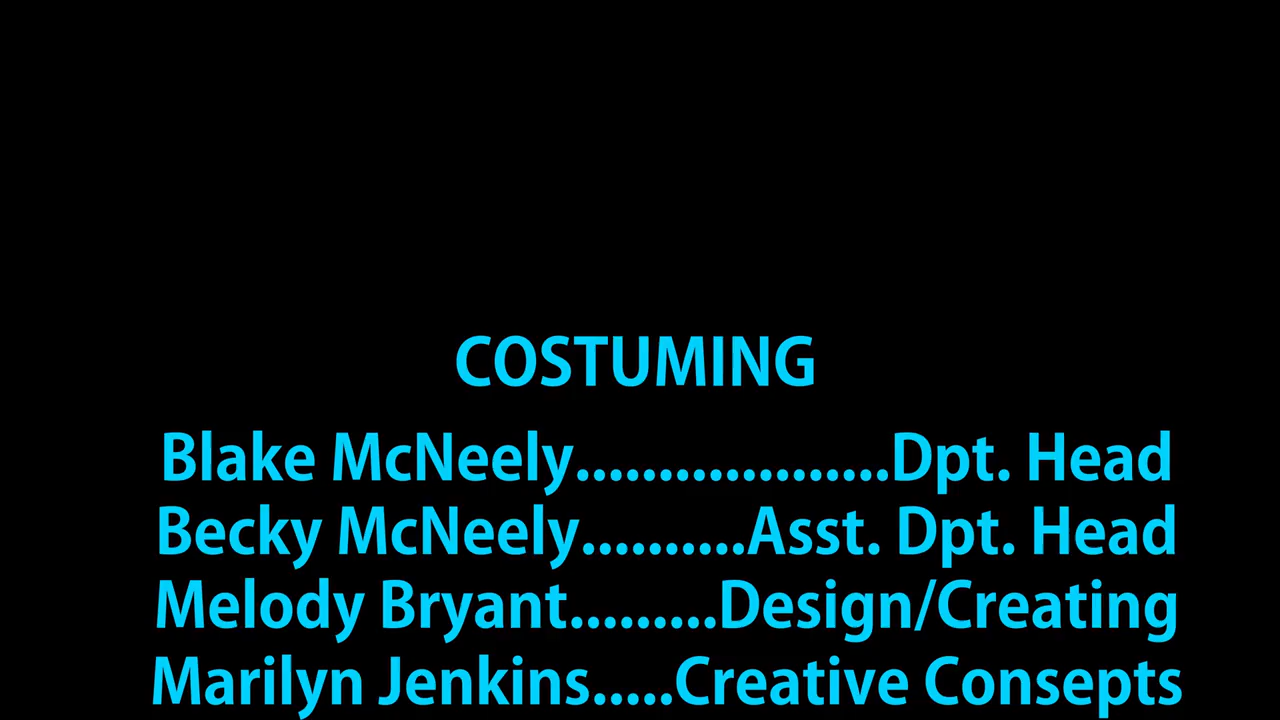 COSTUMING
Blake McNeely...................Dpt. Head
Becky McNeely..........Asst. Dpt. Head
Melody Bryant.........Design/Creating
Marilyn Jenkins.....Creative Consepts